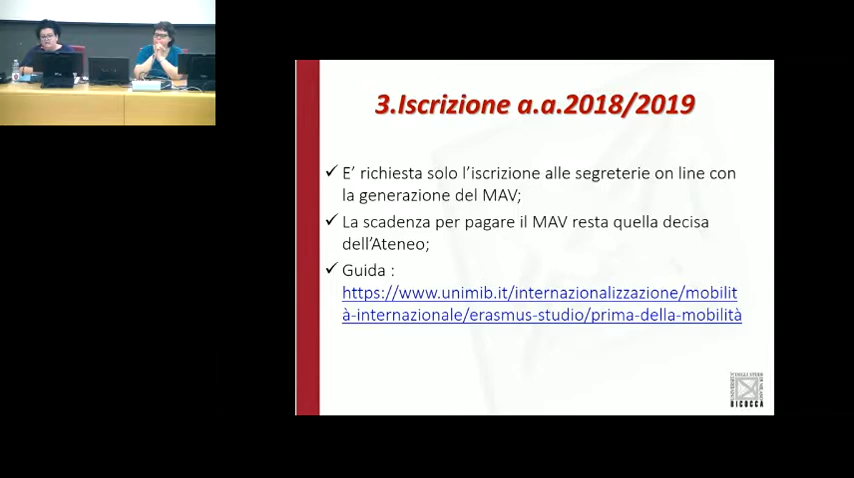 3.Iscrizione a.a.2018/2019
✓ E’ richiesta solo l’iscrizione alle segreterie on line con
la generazione del MAV;
✓ La scadenza per pagare il MAV resta quella decisa
dell’Ateneo;
✓ Guida :
https://www.unimib.it/internazionalizzazione/mobilit
à-internazionale/erasmus-studio/prima-della-mobilità
BICOCCA